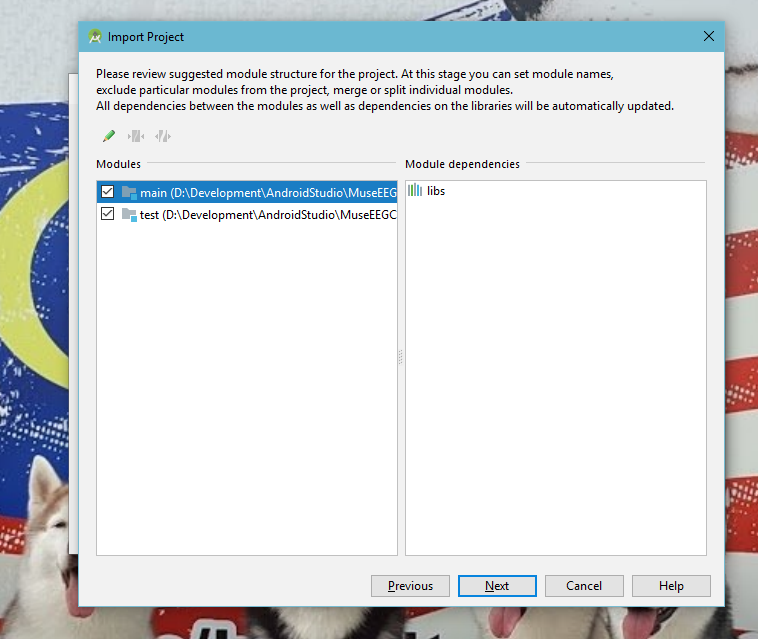 Import Project
Please review suggested module structure for the project. At this stage you can set module names,
exclude particular modules from the project, merge or split individual modules.
All dependencies between the modules as well as dependencies on the libraries will be automatically updated.
Modules
Module dependencies
main (D:\Development\AndroidStudio\MuseEEG
libs
test (D:\Development\AndroidStudio\MuseEEGC
Previous
Next
Cancel
Help